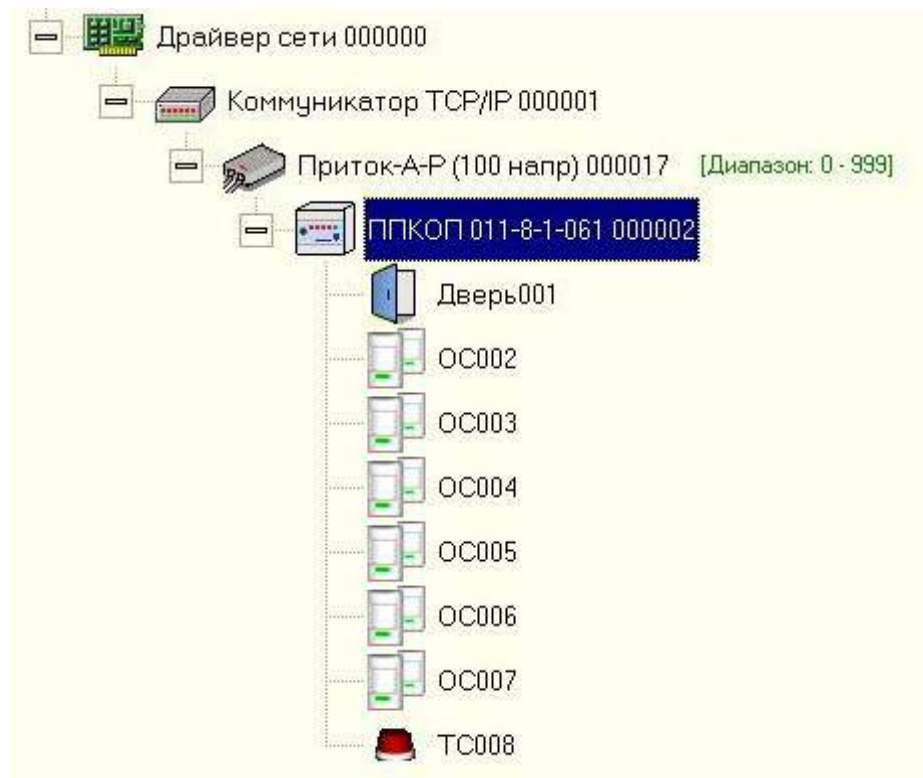 Драйвер сети 000000
Коммуникатор TCP/IP 000001
Приток-А-Р (100 напр) 000017 [Диапазон: 0 - 999]
ППКОП 011-8-1-061 000002
Дверь001
ОС002
ОС003
ОС004
ОС005
ОС006
ОС007
ТС008